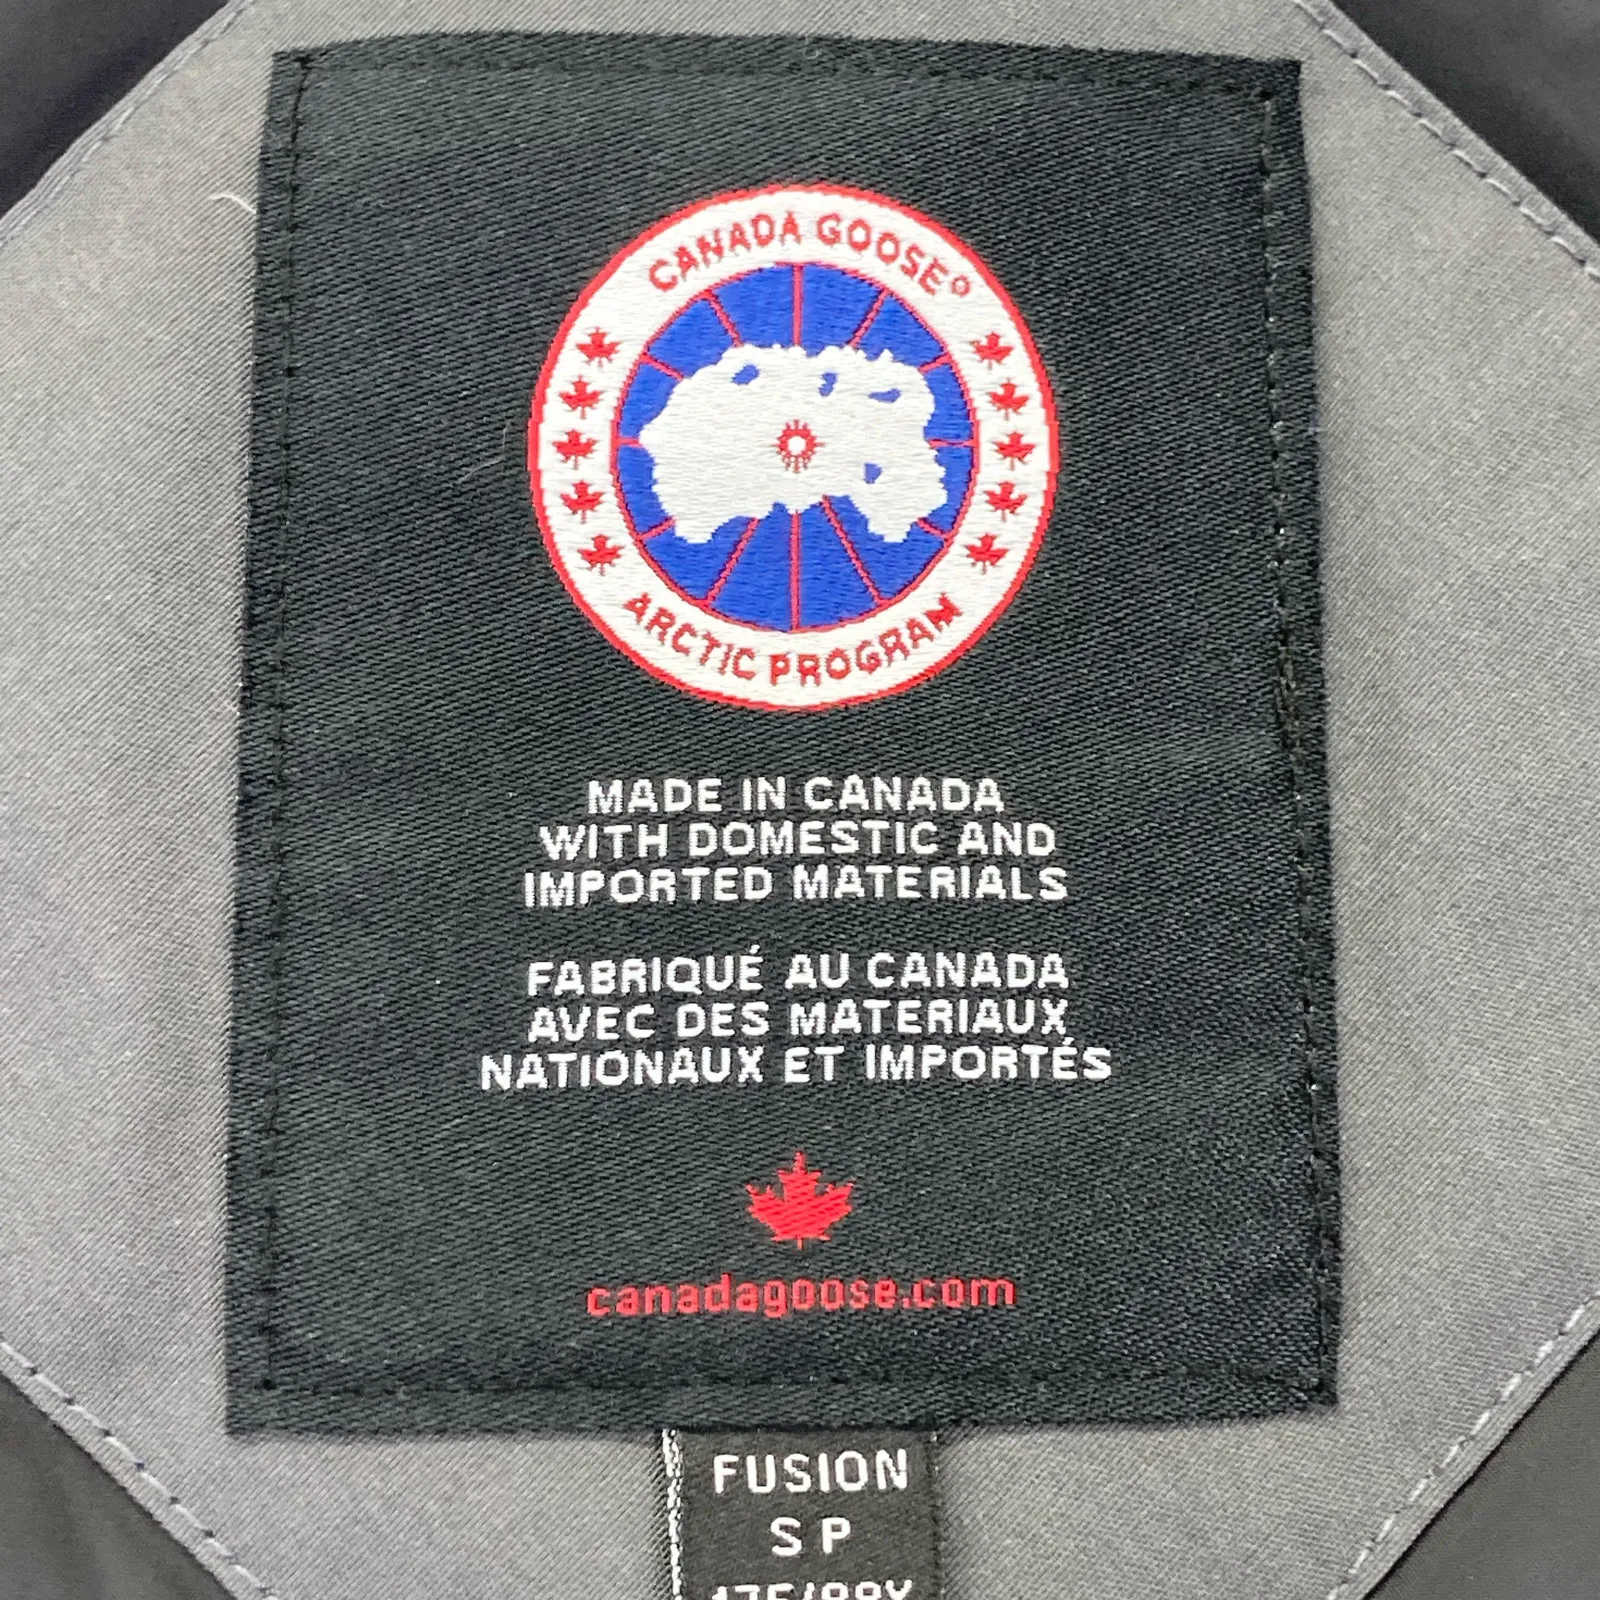 CANADA GOOSE®
ARCTIC PROGRAM
MADE IN CANADA
WITH DOMESTIC AND
IMPORTED MATERIALS
FABRIQUÉ AU CANADA
AVEC DES MATERIAUX
NATIONAUX ET IMPORTÉS
canadagoose.com
FUSION
S P